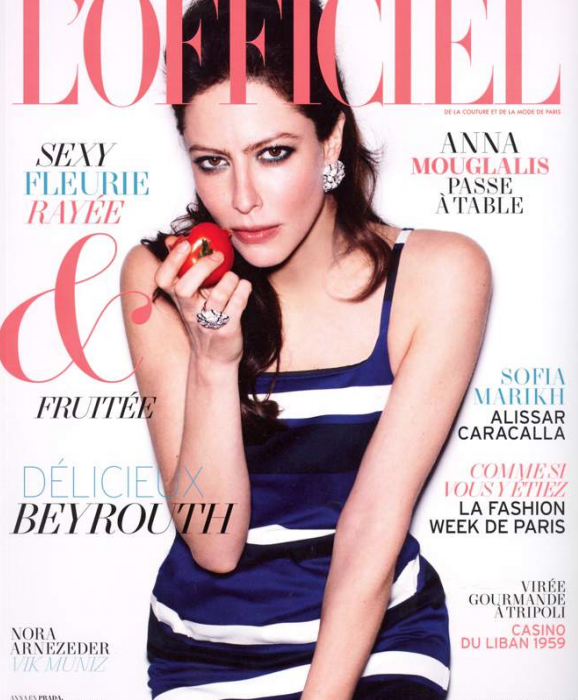 L'OFFICIEL
DE LA COUTURE ET DE LA MODE DE PARIS
SEXY
FLEURIE
RAYÉE
&
FRUITÉE
ANNA
MOUGLALIS
PASSE
À TABLE
SOFIA
MARIKH
ALISSAR
CARACALLA
DÉLICIEUX
BEYROUTH
COMME SI
VOUS Y ÉTIEZ
LA FASHION
WEEK DE PARIS
VIRÉE
GOURMANDE
À TRIPOLI
CASINO
DU LIBAN 1959
NORA
ARNEZEDER
VIK MUNIZ
ANNA EN PRADA.